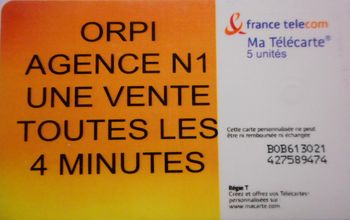 ORPI
AGENCE N1
UNE VENTE
TOUTES LES
4 MINUTES
france telecom
Ma Télécarte®
5 unités
Cette carte personnalisée ne peut
être ni remboursée ni échangée
B0B613021
427589474
Régie T
Créez et offrez vos Télécartes
personnalisées sur
www.macarte.com